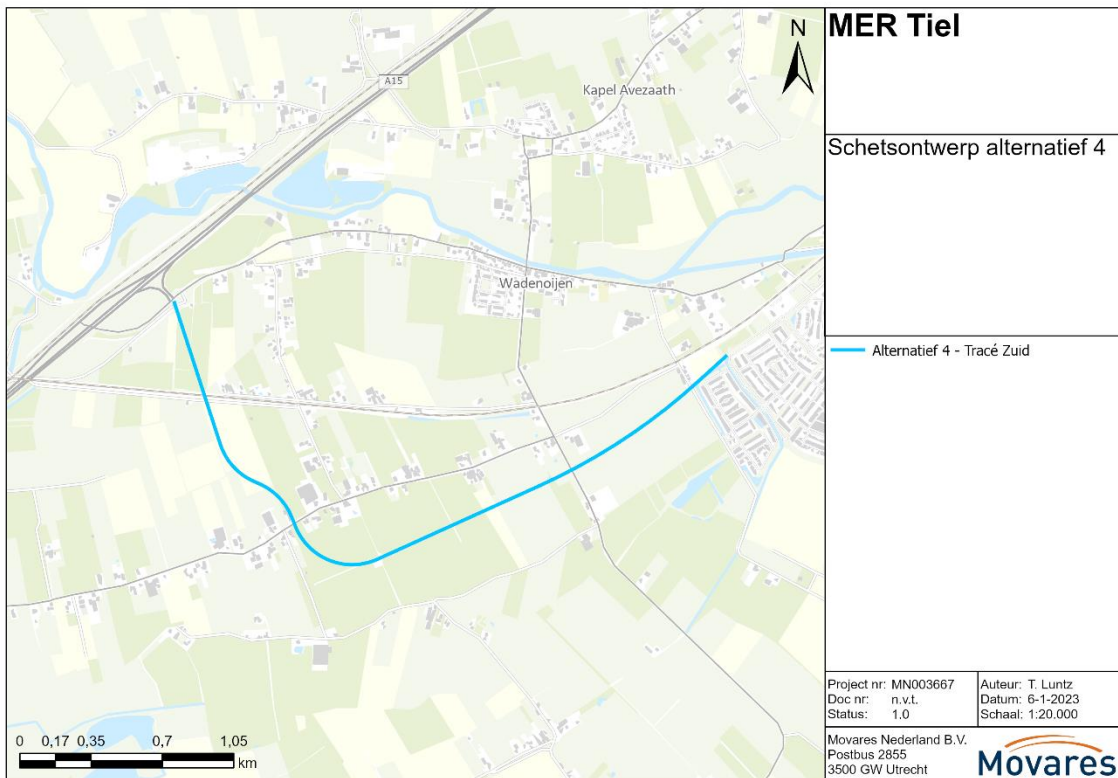 MER Tiel
Schetsontwerp alternatief 4
Alternatief 4 - Tracé Zuid
N
A15
Kapel Avezaath
Wadenoijen
0 0,17 0,35 0,7 1,05
km
Project nr: MN003667
Doc nr: n.v.t.
Status: 1.0
Auteur: T. Luntz
Datum: 6-1-2023
Schaal: 1:20.000
Movares Nederland B.V.
Postbus 2855
3500 GW Utrecht
Movares